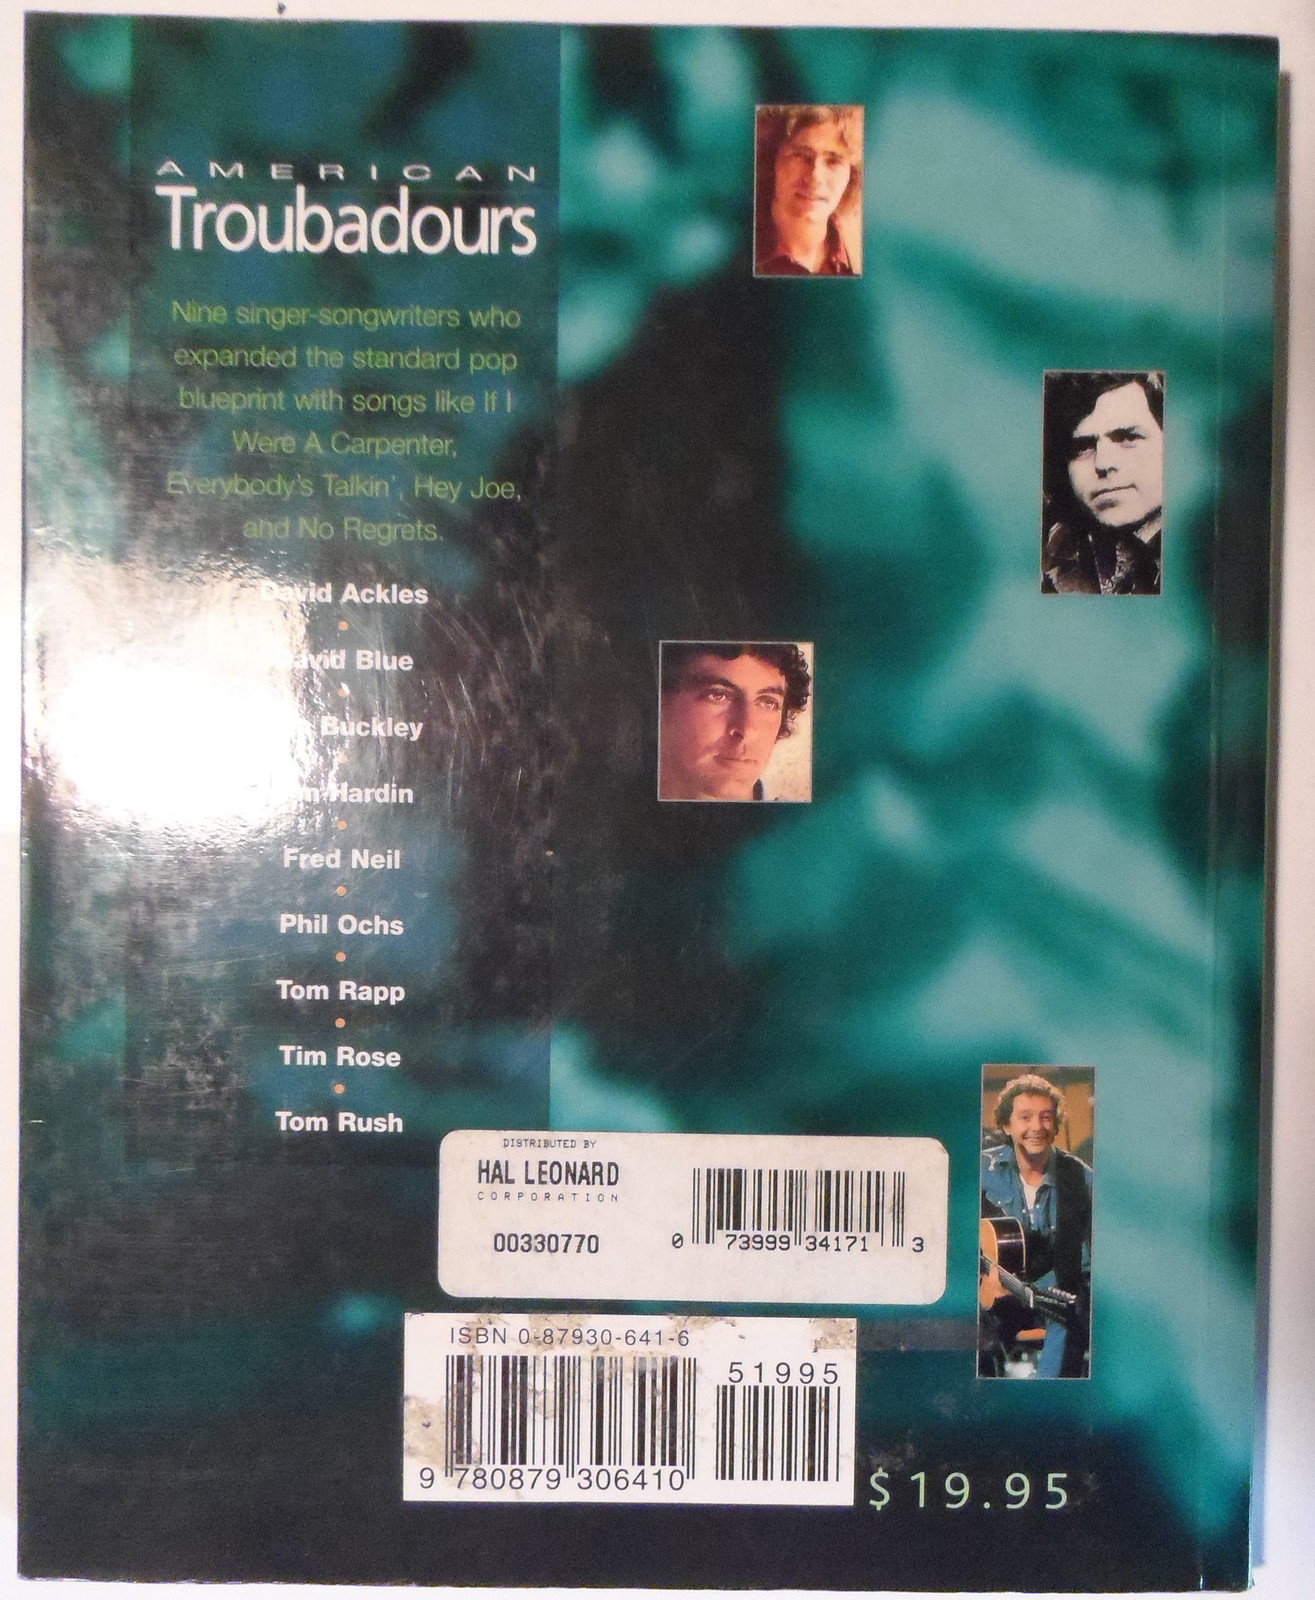 AMERICAN
Troubadours
Nine singer-songwriters who
expanded the standard pop
blueprint with songs like If I
Were A Carpenter,
Everybody's Talkin', Hey Joe,
and No Regrets.
David Ackles
David Blue
Buckley
Hardin
Fred Neil
Phil Ochs
Tom Rapp
Tim Rose
Tom Rush
DISTRIBUTED BY
HAL LEONARD
CORPORATION
00330770
0 73999 34171 3
ISBN 0-87930-641-6
51995
9 780879 306410
$19.95